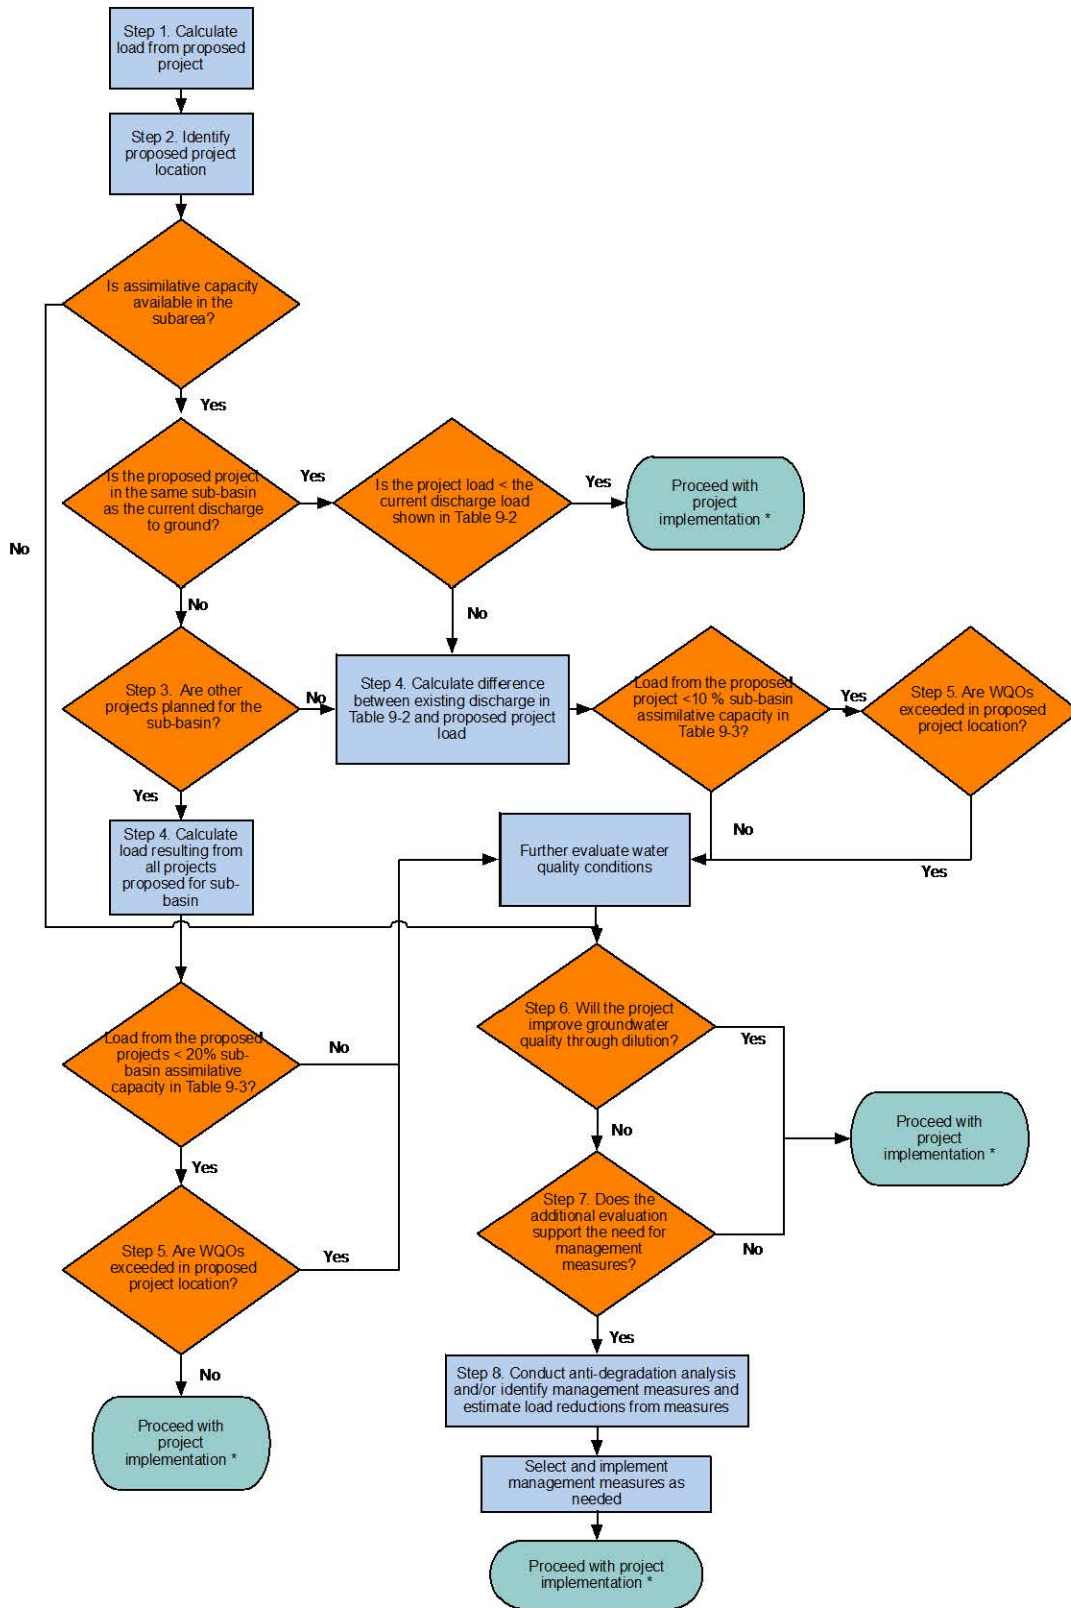 Step 1. Calculate
load from proposed
project
Step 2. Identify
proposed project
location
Is assimilative capacity
available in the
subarea?
Yes
No
Is the proposed project
in the same sub-basin
as the current discharge
to ground?
Yes
Is the project load < the
current discharge load
shown in Table 9-2
Yes
Proceed with
project
implementation *
No
No
Step 3. Are other
projects planned for the
sub-basin?
No
Step 4. Calculate difference
between existing discharge in
Table 9-2 and proposed project
load
Load from the proposed
project <10 % sub-basin
assimilative capacity in
Table 9-3?
Yes
Step 5. Are WQOs
exceeded in proposed
project location?
Yes
No
Yes
Step 4. Calculate
load resulting from
all projects
proposed for sub-
basin
Further evaluate water
quality conditions
Load from the proposed
projects < 20% sub-
basin assimilative
capacity in Table 9-3?
No
Yes
Step 6. Will the project
improve groundwater
quality through dilution?
Yes
No
Proceed with
project
implementation *
Step 5. Are WQOs
exceeded in proposed
project location?
Yes
No
Step 7. Does the
additional evaluation
support the need for
management
measures?
No
Yes
Proceed with
project
implementation *
Step 8. Conduct anti-degradation analysis
and/or identify management measures and
estimate load reductions from measures
Select and implement
management measures as
needed
Proceed with project
implementation *